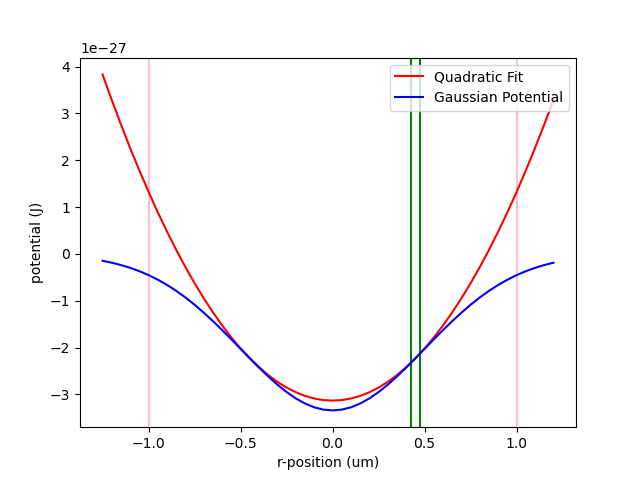 1e−27
Quadratic Fit
Gaussian Potential
4
3
2
1
0
−1
−2
−3
potential (J)
−1.0
−0.5
0.0
0.5
1.0
r-position (um)